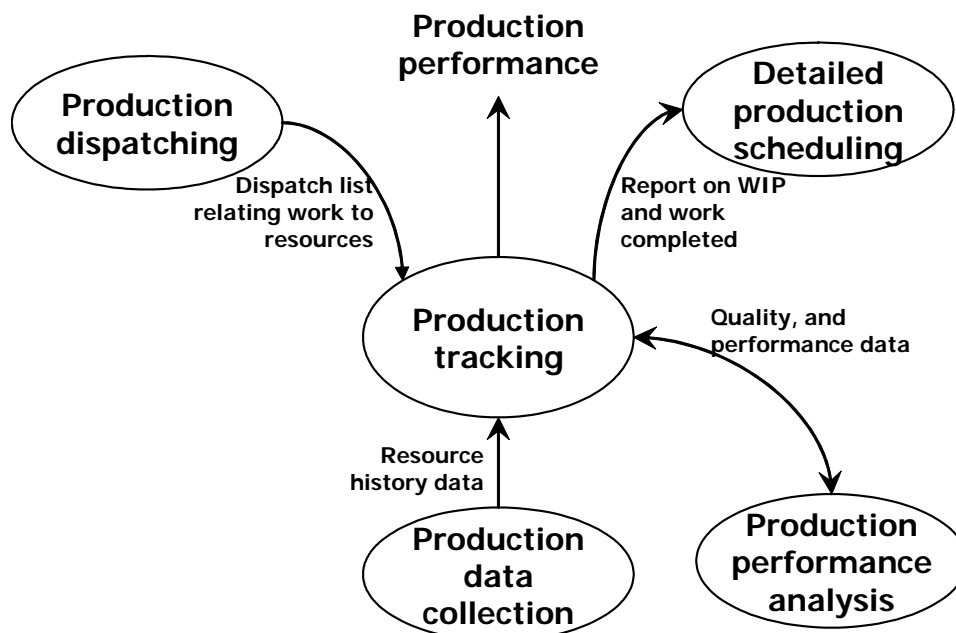 Production
performance
Production
dispatching
Detailed
production
scheduling
Dispatch list
relating work to
resources
Report on WIP
and work
completed
Production
tracking
Quality, and
performance data
Resource
history data
Production
data
collection
Production
performance
analysis